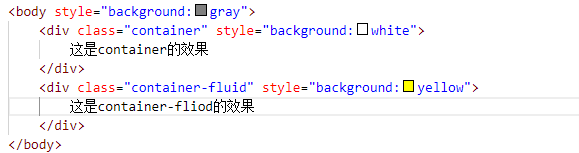 <body style="background:gray">
<div class="container" style="background:white">
这是container的效果
</div>
<div class="container-fluid" style="background:yellow">
这是container-fliod的效果
</div>
</body>